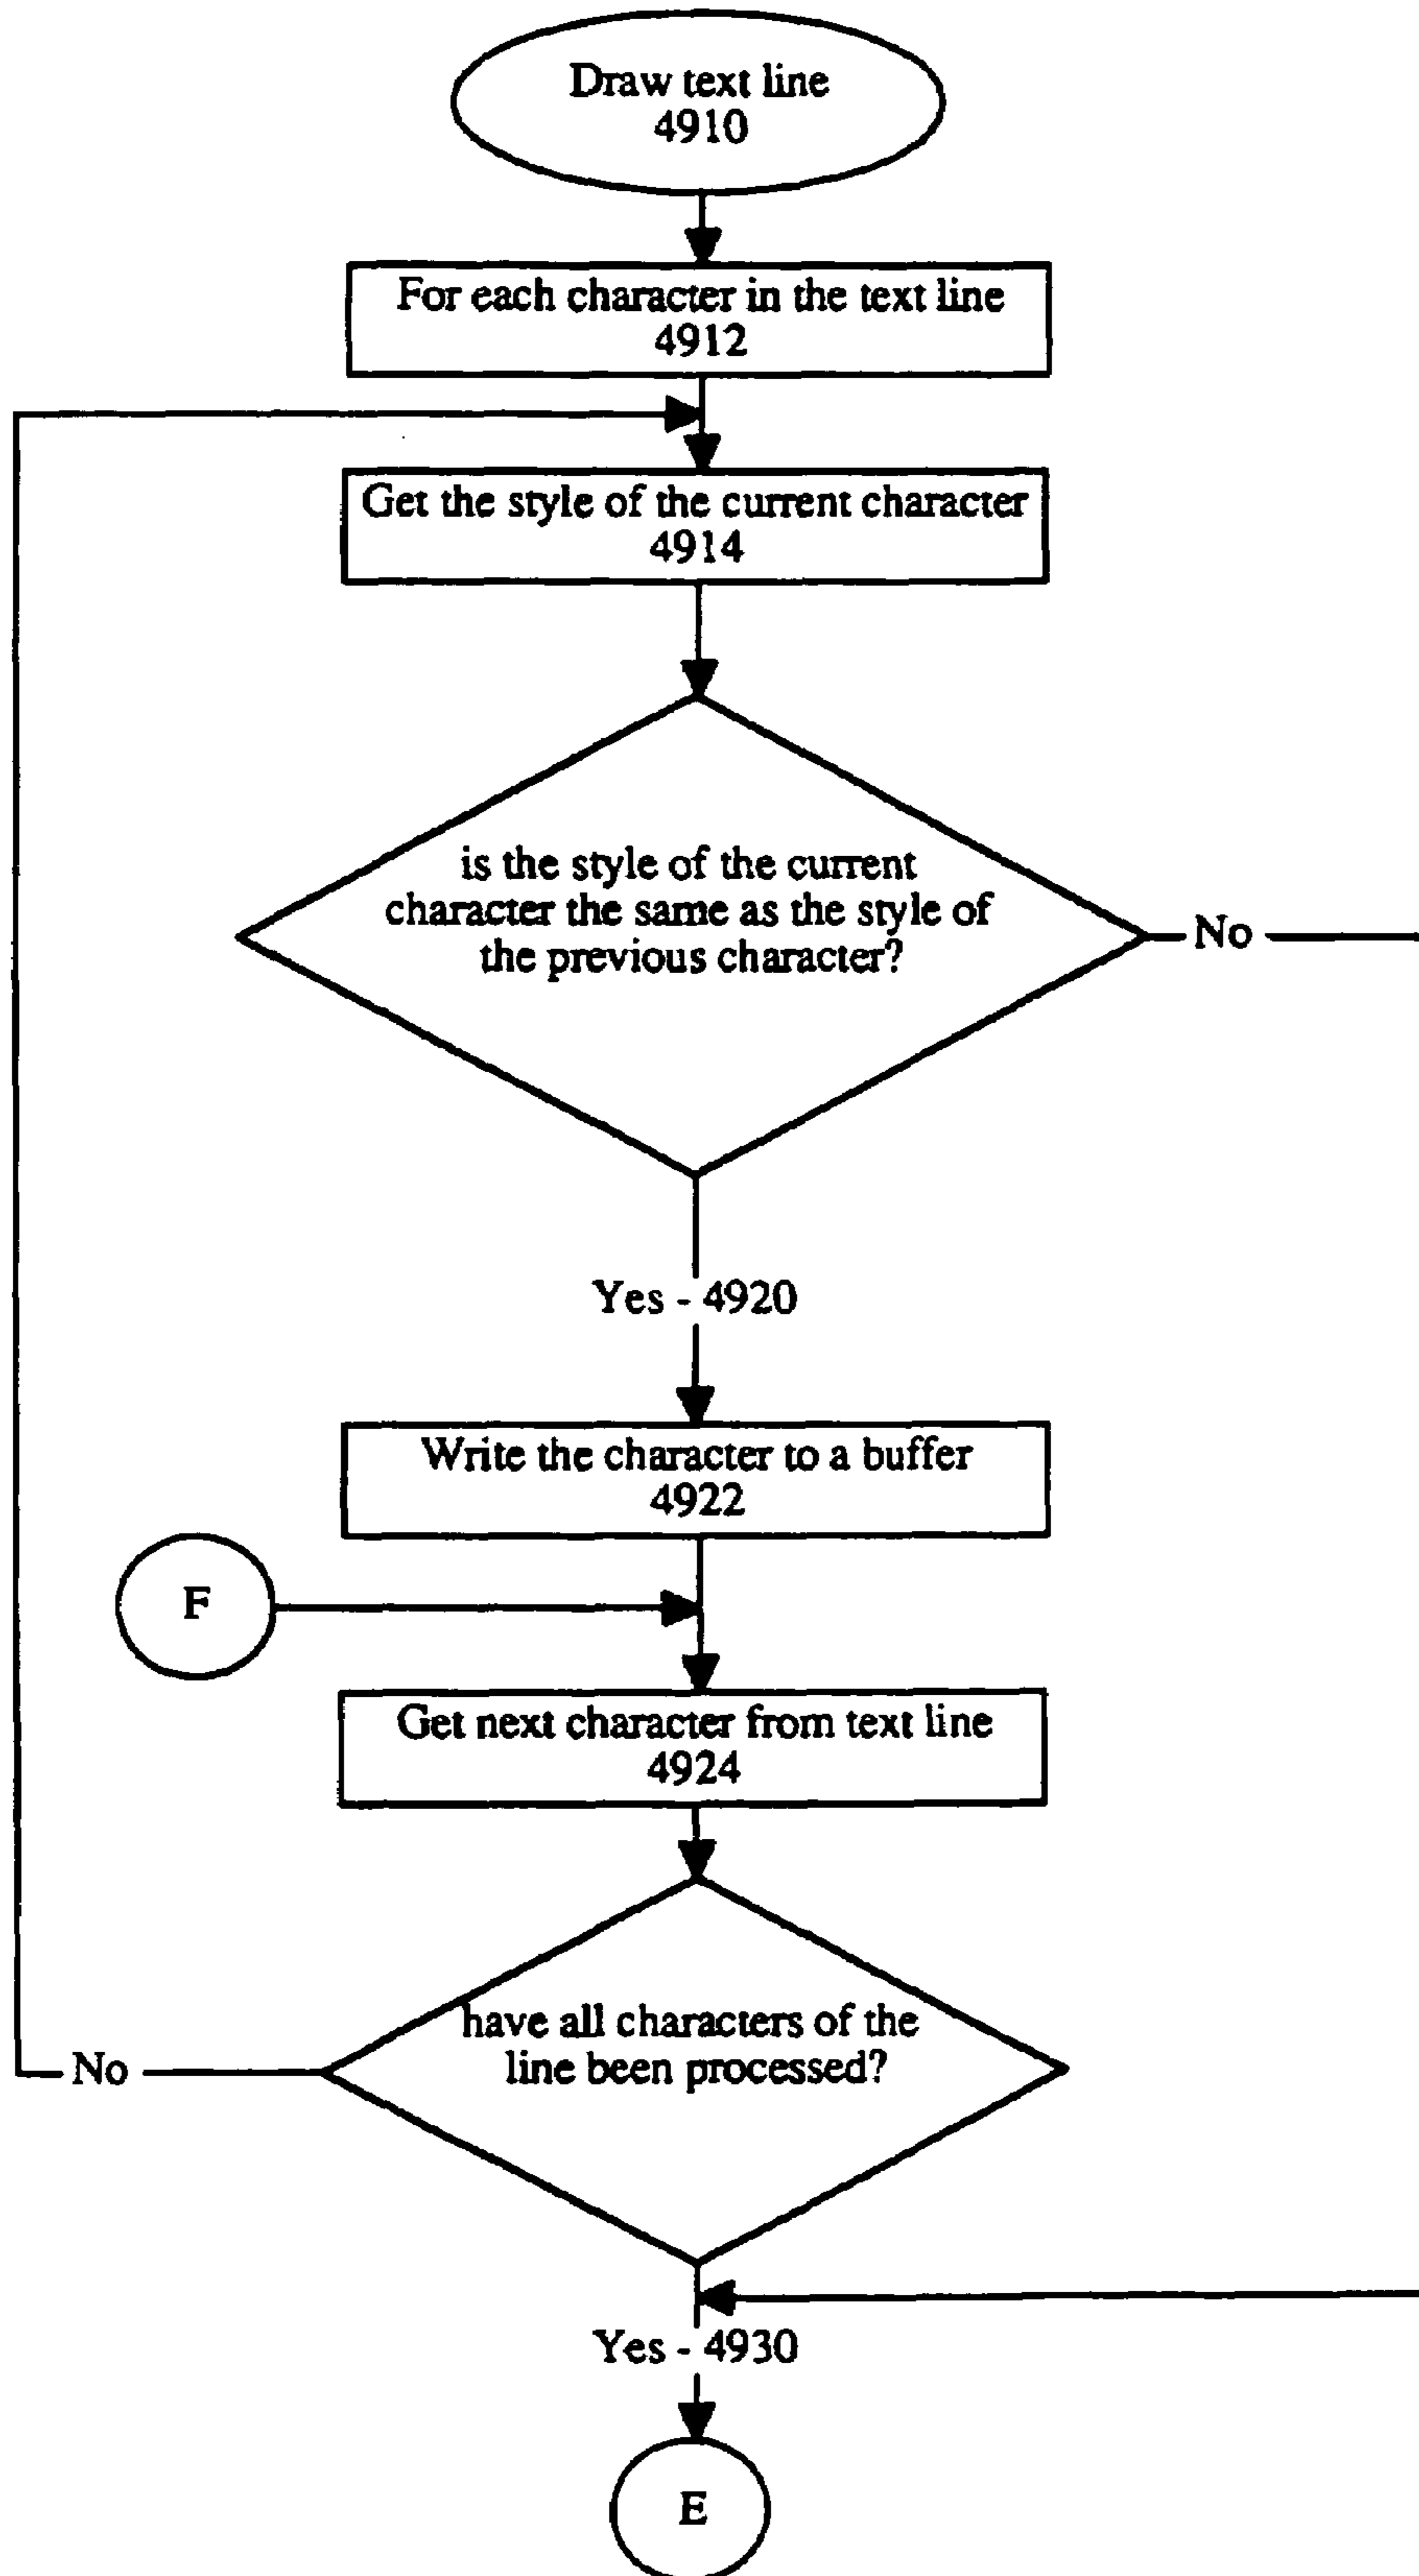 Draw text line
4910
For each character in the text line
4912
Get the style of the current character
4914
is the style of the current
character the same as the style of
the previous character?
No
Yes - 4920
Write the character to a buffer
4922
F
Get next character from text line
4924
have all characters of the
line been processed?
No
Yes - 4930
E